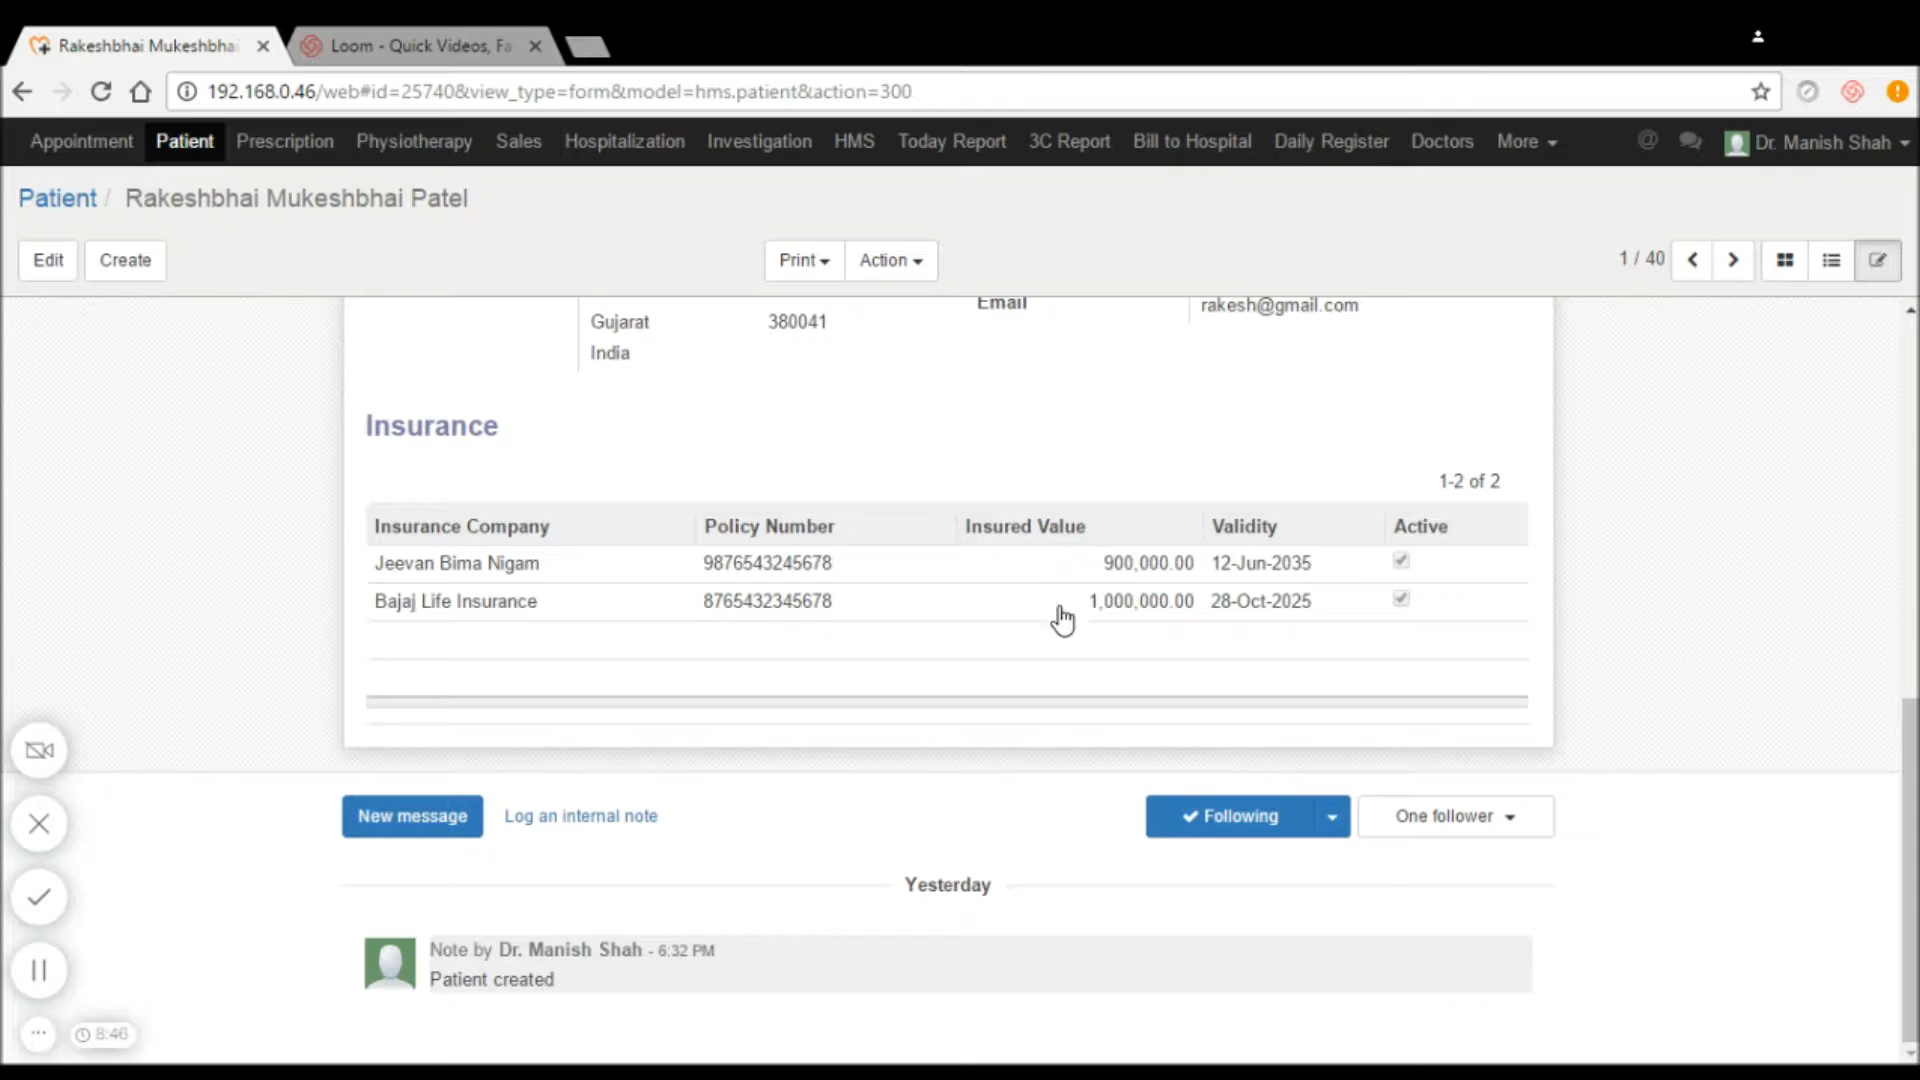 Rakeshbhai Mukeshbhai
Loom - Quick Videos, Fa
192.168.0.46/web#id=25740&view_type=form&model=hms.patient&action=300
Appointment Patient Prescription Physiotherapy Sales Hospitalization Investigation HMS Today Report 3C Report Bill to Hospital Daily Register Doctors More @ Dr. Manish Shah
Patient / Rakeshbhai Mukeshbhai Patel
Edit Create Print Action 1 / 40
Email rakesh@gmail.com
Gujarat 380041
India
Insurance
1-2 of 2
Insurance Company Policy Number Insured Value Validity Active
Jeevan Bima Nigam 9876543245678 900,000.00 12-Jun-2035
Bajaj Life Insurance 8765432345678 1,000,000.00 28-Oct-2025
New message Log an internal note Following One follower
Yesterday
Note by Dr. Manish Shah - 6:32 PM
Patient created
8:46